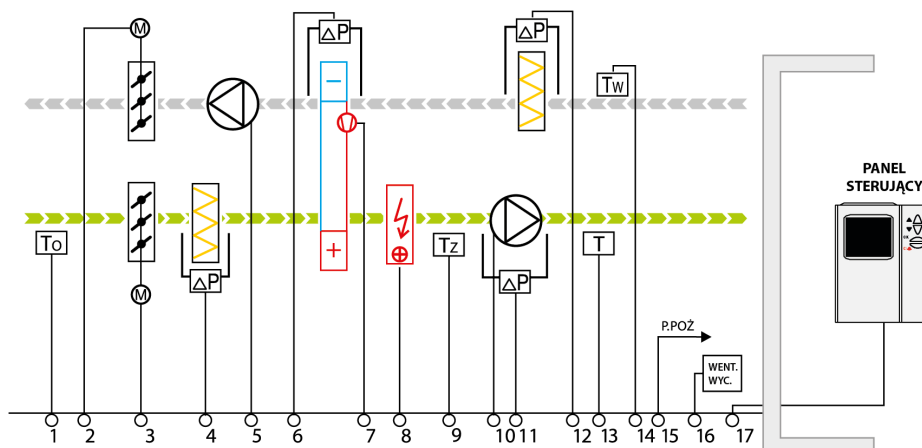 M
ΔP
ΔP
TW
–
PANEL
STERUJĄCY
TO
+
TZ
T
M
ΔP
ΔP
P.POŻ
WENT.
WYC.
1 2 3 4 5 6 7 8 9 10 11 12 13 14 15 16 17